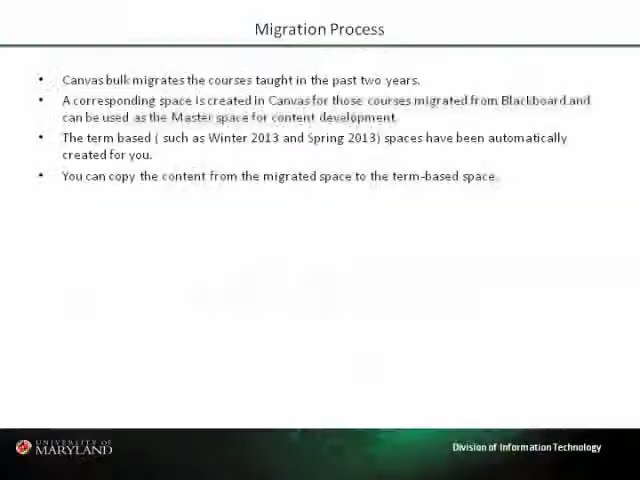 Migration Process
• Canvas bulk migrates the courses taught in the past two years.
• A corresponding space is created in Canvas for those courses migrated from Blackboard and
can be used as the Master space for content development.
• The term based ( such as Winter 2013 and Spring 2013) spaces have been automatically
created for you.
• You can copy the content from the migrated space to the term-based space.
UNIVERSITY OF
MARYLAND
Division of Information Technology